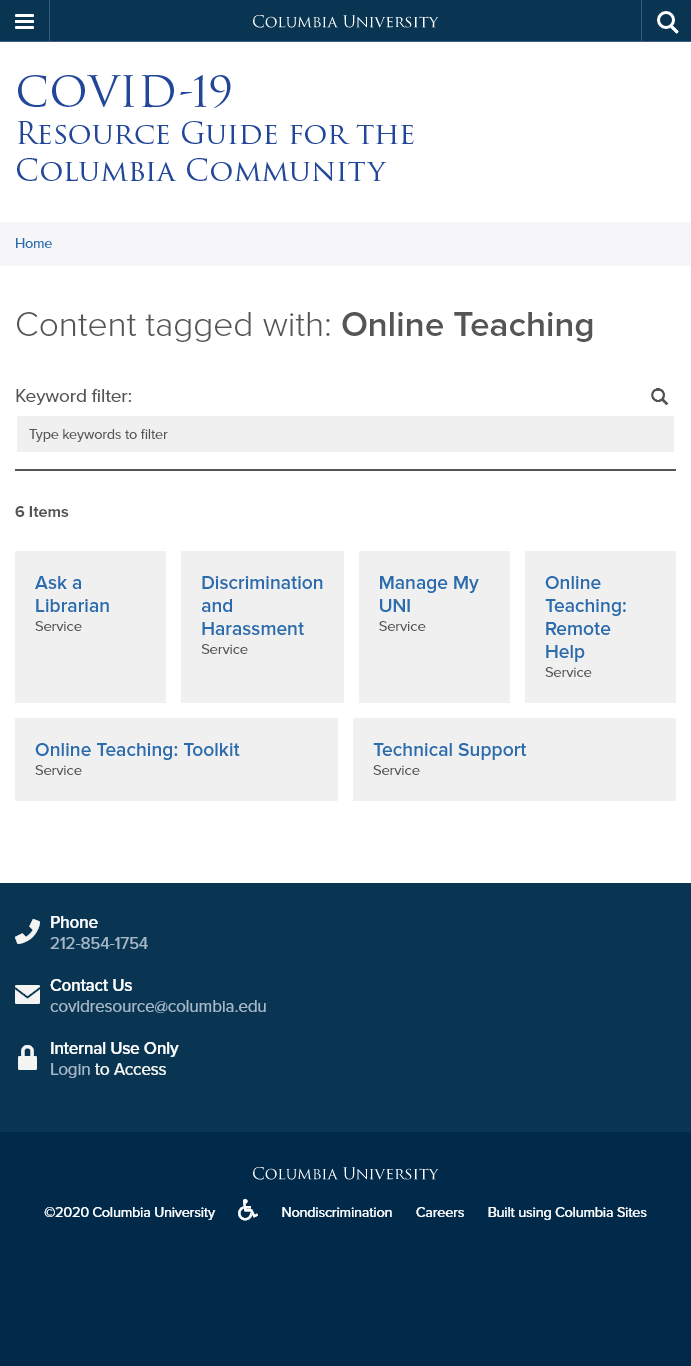 COLUMBIA UNIVERSITY
COVID-19
RESOURCE GUIDE FOR THE
COLUMBIA COMMUNITY
Home
Content tagged with: Online Teaching
Keyword filter:
Type keywords to filter
6 Items
Ask a
Librarian
Service
Discrimination
and
Harassment
Service
Manage My
UNI
Service
Online
Teaching:
Remote
Help
Service
Online Teaching: Toolkit
Service
Technical Support
Service
Phone
212-854-1754
Contact Us
covidresource@columbia.edu
Internal Use Only
Login to Access
COLUMBIA UNIVERSITY
©2020 Columbia University Nondiscrimination Careers Built using Columbia Sites